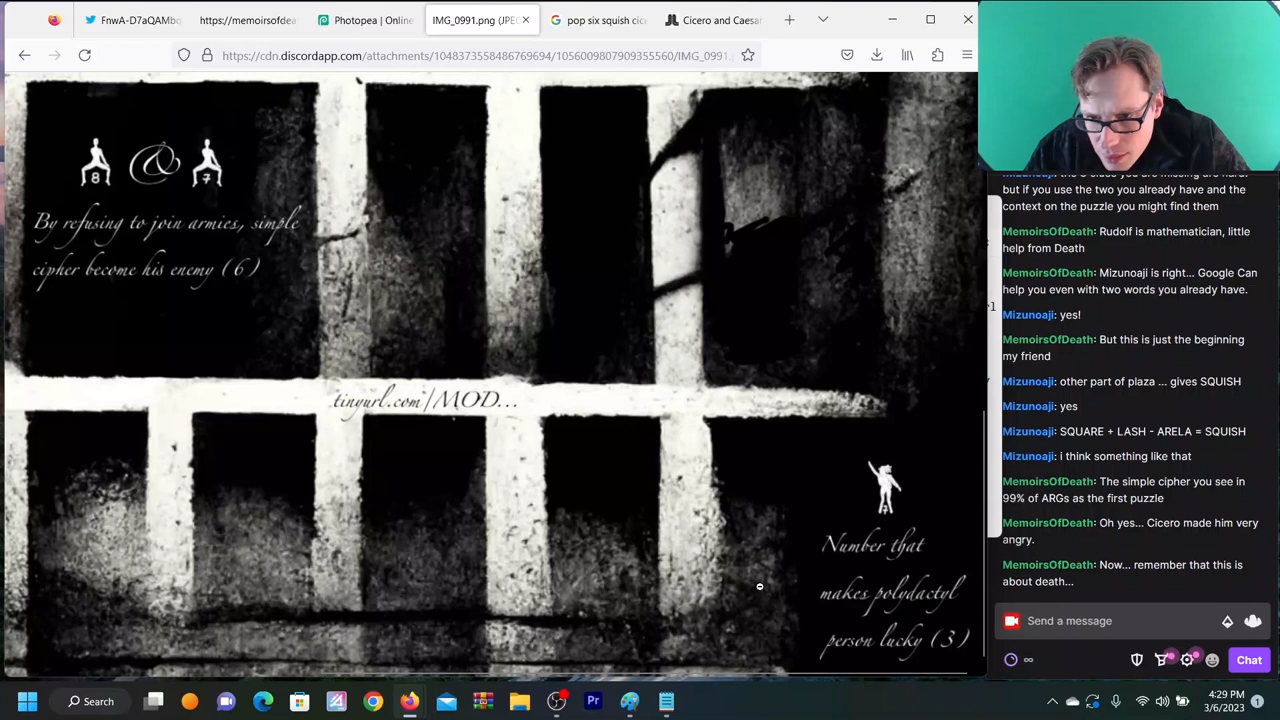 FnwA-D7aQAMbq
https://memoirsofdea
Photopea | Online
IMG_0991.png (JPE
pop six squish cice
Cicero and Caesar
https://cdn.discordapp.com/attachments/1048373558486769694/1056009807909355560/IMG_0991.
8 & 7
By refusing to join armies, simple
cipher become his enemy (6)
tinyurl.com/MOD...
7
Number that
makes polydactyl
person lucky (3)
but if you use the two you already have and the
context on the puzzle you might find them
MemoirsOfDeath: Rudolf is mathematician, little
help from Death
MemoirsOfDeath: Mizunoaji is right... Google Can
help you even with two words you already have.
Mizunoaji: yes!
MemoirsOfDeath: But this is just the beginning
my friend
Mizunoaji: other part of plaza ... gives SQUISH
Mizunoaji: yes
Mizunoaji: SQUARE + LASH - ARELA = SQUISH
Mizunoaji: i think something like that
MemoirsOfDeath: The simple cipher you see in
99% of ARGs as the first puzzle
MemoirsOfDeath: Oh yes... Cicero made him very
angry.
MemoirsOfDeath: Now... remember that this is
about death...
Send a message
∞
Chat
Search
Pr
4:29 PM
3/6/2023
1